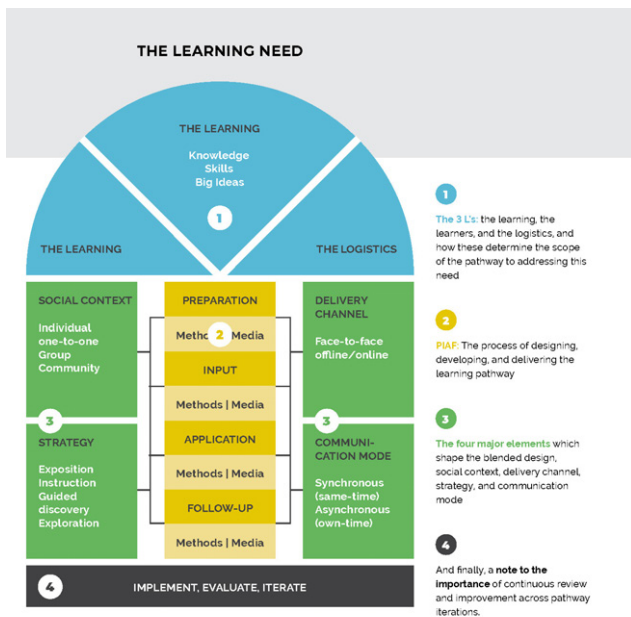 THE LEARNING NEED
THE LEARNING
Knowledge
Skills
Big Ideas
1
THE LEARNING
THE LOGISTICS
SOCIAL CONTEXT
Individual
one-to-one
Group
Community
3
STRATEGY
Exposition
Instruction
Guided
discovery
Exploration
PREPARATION
2
Media
INPUT
Methods | Media
APPLICATION
Methods | Media
FOLLOW-UP
Methods | Media
DELIVERY
CHANNEL
Face-to-face
offline/online
3
COMMUNI-
CATION MODE
Synchronous
(same-time)
Asynchronous
(own-time)
4
IMPLEMENT, EVALUATE, ITERATE
1
The 3 L's: the learning, the
learners, and the logistics, and
how these determine the scope
of the pathway to addressing this
need
2
PIAF: The process of designing,
developing, and delivering the
learning pathway
3
The four major elements which
shape the blended design,
social context, delivery channel,
strategy, and communication
mode
4
And finally, a note to the
importance of continuous review
and improvement across pathway
iterations.